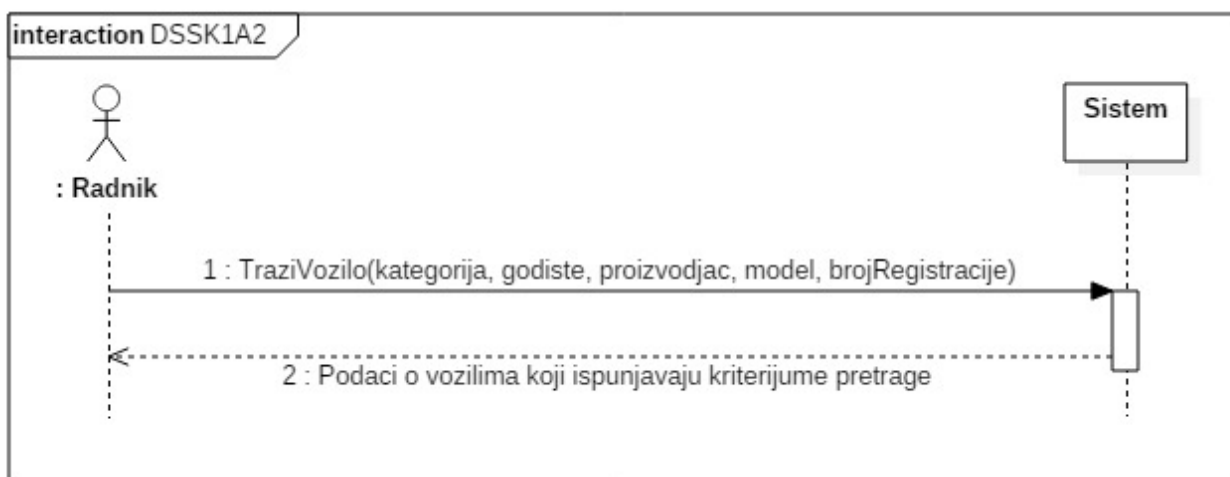 interaction DSSK1A2
Sistem
: Radnik
1 : TraziVozilo(kategorija, godiste, proizvodjac, model, brojRegistracije)
2 : Podaci o vozilima koji ispunjavaju kriterijume pretrage